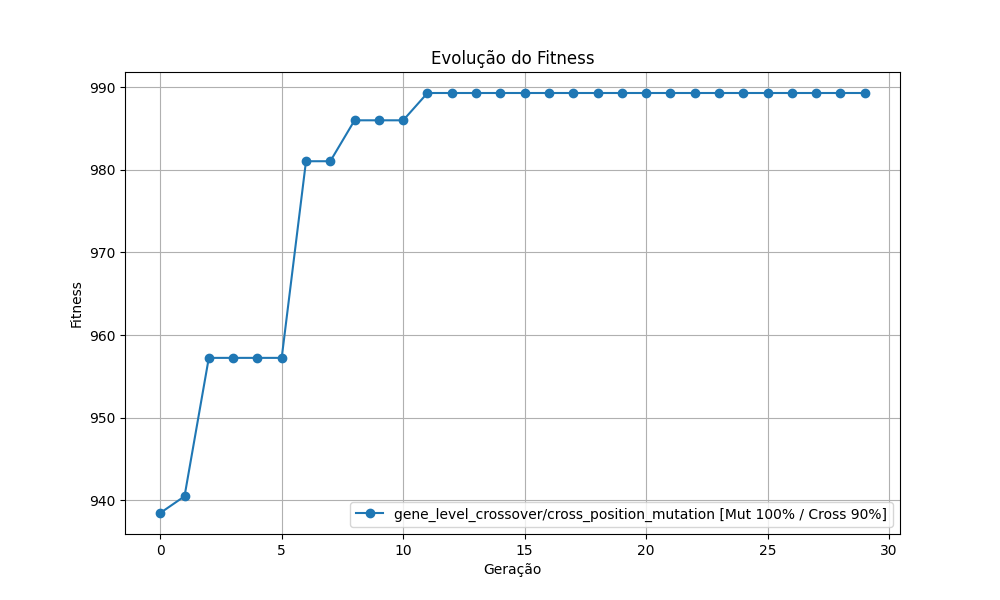 Evolução do Fitness
990
980
970
960
950
940
Fitness
gene_level_crossover/cross_position_mutation [Mut 100% / Cross 90%]
0 5 10 15 20 25 30
Geração